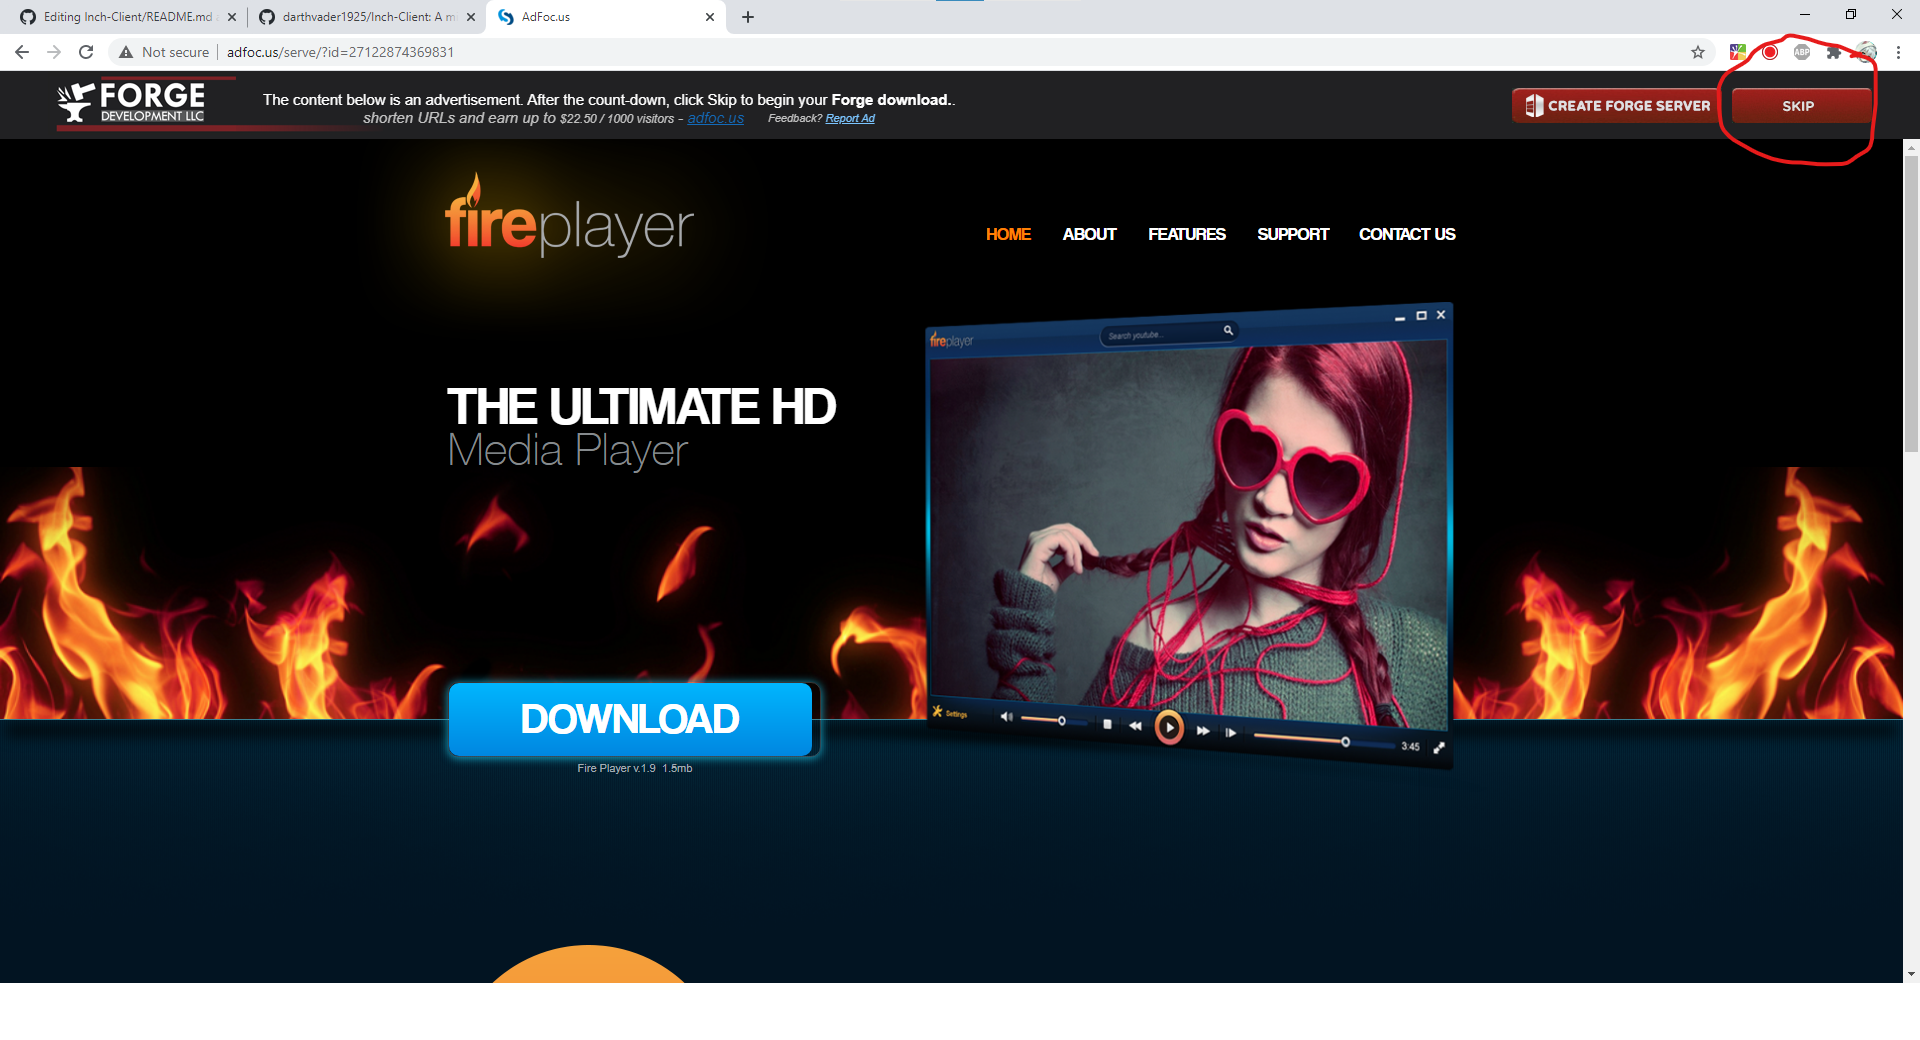 Editing Inch-Client/README.md a
darthvader1925/Inch-Client: A m
AdFoc.us
Not secure
adfoc.us/serve/?id=27122874369831
ABP
FORGE
DEVELOPMENT LLC
The content below is an advertisement. After the count-down, click Skip to begin your Forge download..
shorten URLs and earn up to $22.50 / 1000 visitors - adfoc.us
Feedback? Report Ad
CREATE FORGE SERVER
SKIP
fireplayer
HOME
ABOUT
FEATURES
SUPPORT
CONTACT US
fireplayer
Search youtube...
THE ULTIMATE HD
Media Player
DOWNLOAD
Fire Player v.1.9 1.5mb
Settings
3:45